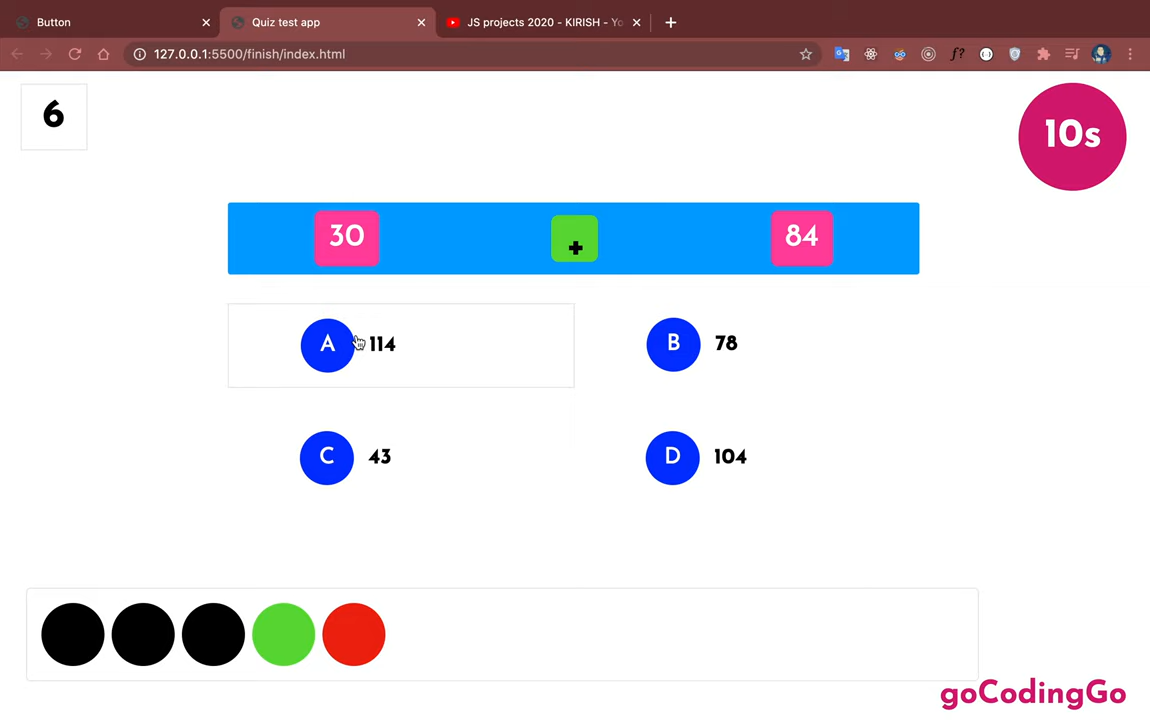 Button
Quiz test app
JS projects 2020 - KIRISH - Yo
127.0.0.1:5500/finish/index.html
f?
6
10s
30 + 84
A 114
B 78
C 43
D 104
goCodingGo